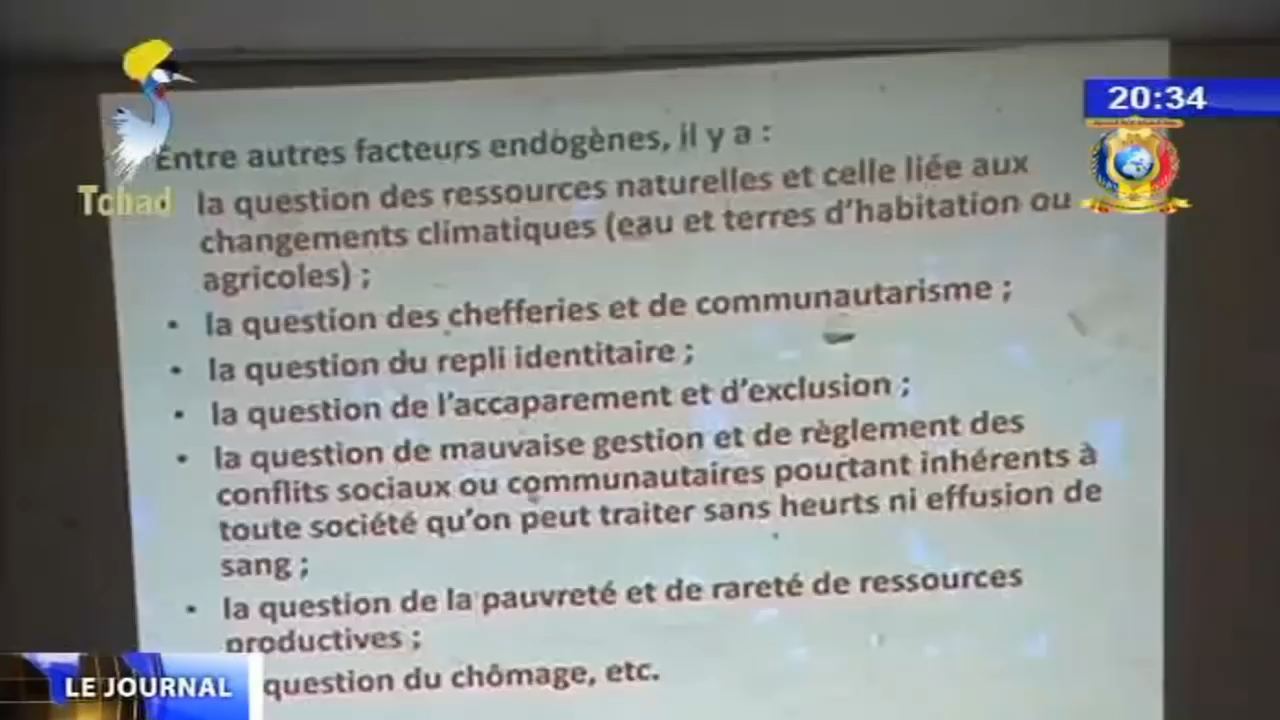 20:34
Tchad
Entre autres facteurs endogènes, il y a :
la question des ressources naturelles et celle liée aux
changements climatiques (eau et terres d'habitation ou
agricoles) ;
• la question des chefferies et de communautarisme ;
• la question du repli identitaire ;
• la question de l'accaparement et d'exclusion ;
• la question de mauvaise gestion et de règlement des
conflits sociaux ou communautaires pourtant inhérents à
toute société qu'on peut traiter sans heurts ni effusion de
sang ;
• la question de la pauvreté et de rareté de ressources
productives ;
question du chômage, etc.
LE JOURNAL